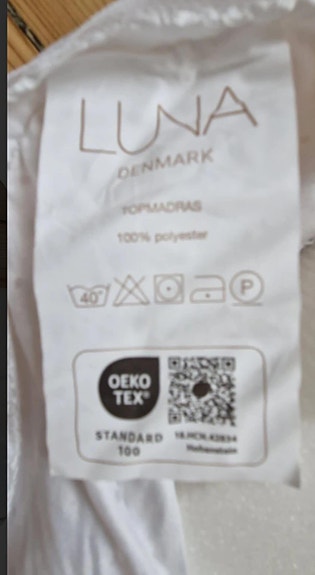 LUNA
DENMARK
TOPMADRAS
100% polyester
40°
P
OEKO
TEX®
STANDARD
100
Hohenstein